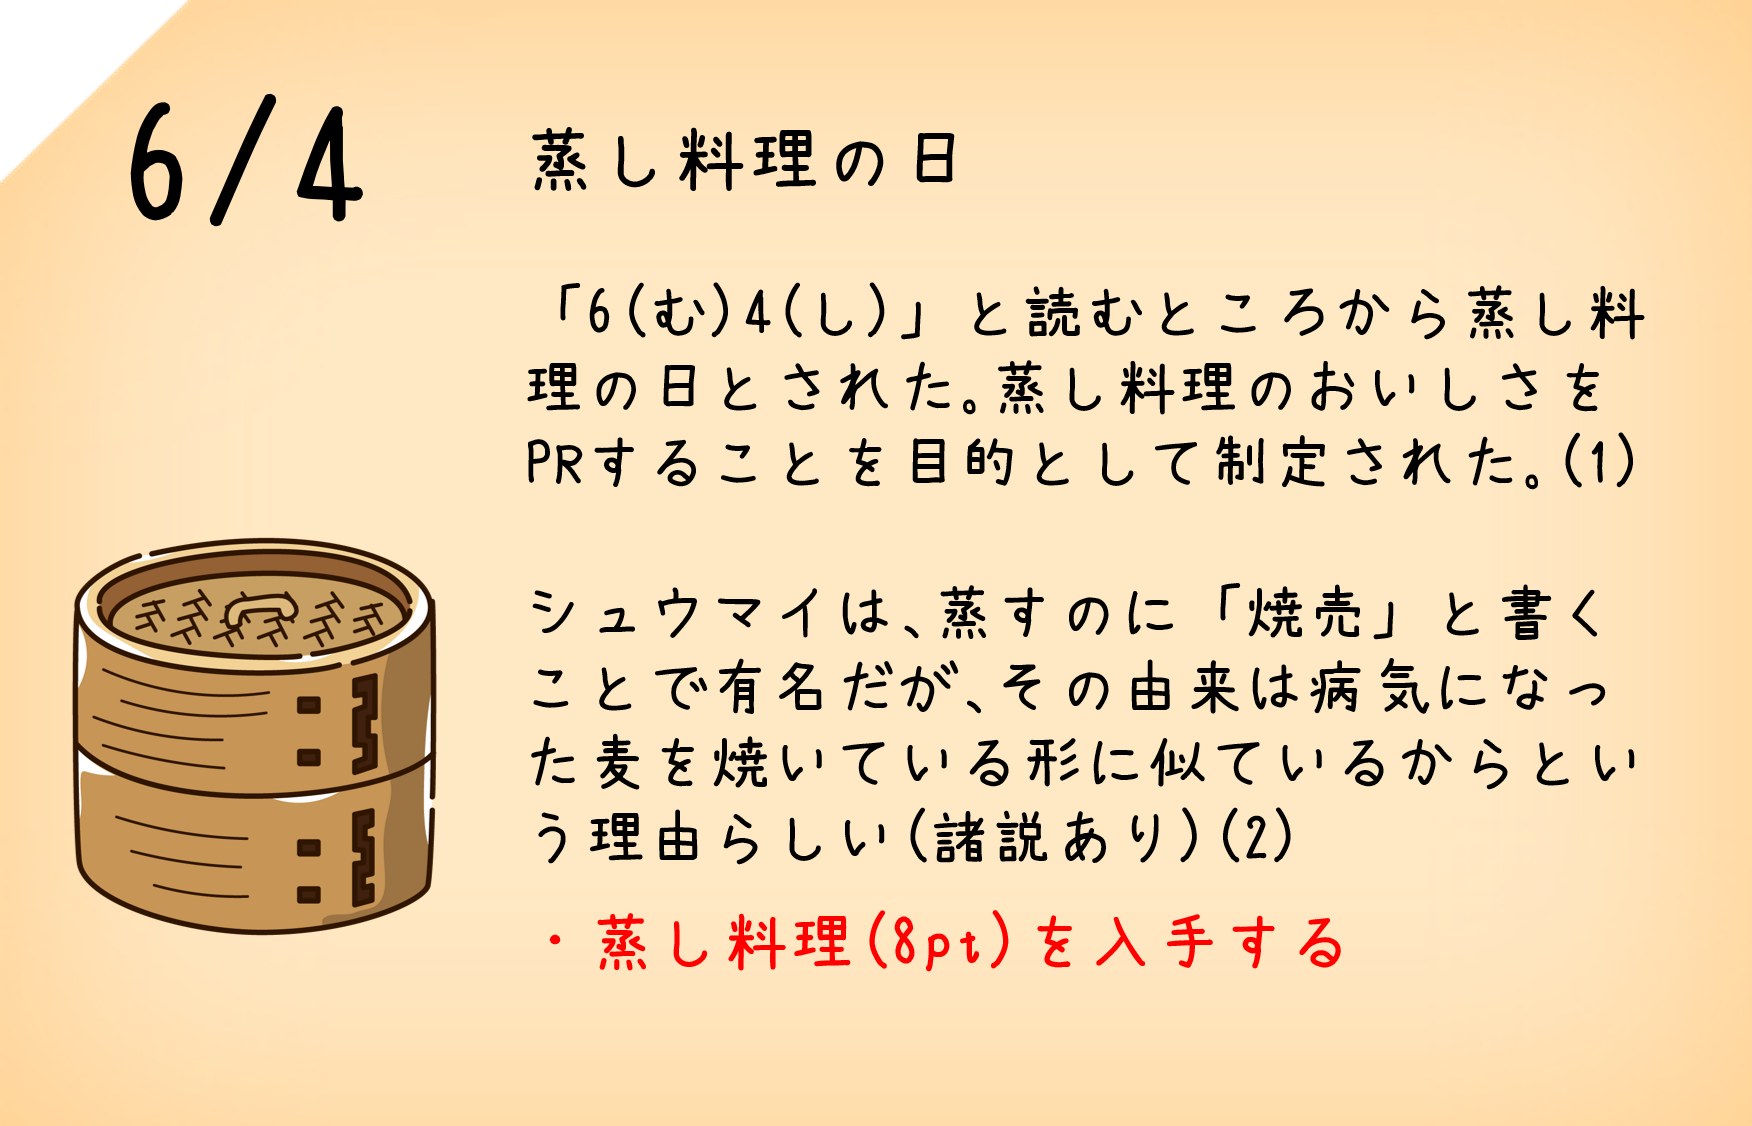 6/4
蒸し料理の日
「6(む)4(し)」と読むところから蒸し料
理の日とされた。蒸し料理のおいしさを
PRすることを目的として制定された。(1)
シュウマイは、蒸すのに「焼売」と書く
ことで有名だが、その由来は病気になっ
た麦を焼いている形に似ているからとい
う理由らしい(諸説あり)(2)
・蒸し料理(8pt)を入手する